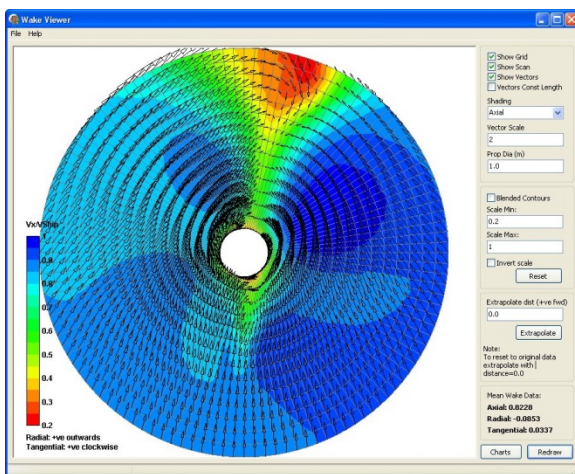 Wake Viewer
File Help
Show Grid
Show Scan
Show Vectors
Vectors Const Length
Shading
Axial
Vector Scale
2
Prop Dia (m)
1.0
Blended Contours
Scale Min:
0.2
Scale Max:
1
Invert scale
Reset
Extrapolate dist (+ve fwd)
0.0
Extrapolate
Note:
To reset to original data
extrapolate with
distance=0.0
Mean Wake Data:
Axial: 0.8228
Radial: -0.0853
Tangential: 0.0337
Charts Redraw
Vx/VShip
1
0.9
0.8
0.7
0.6
0.5
0.4
0.3
0.2
Radial: +ve outwards
Tangential: +ve clockwise